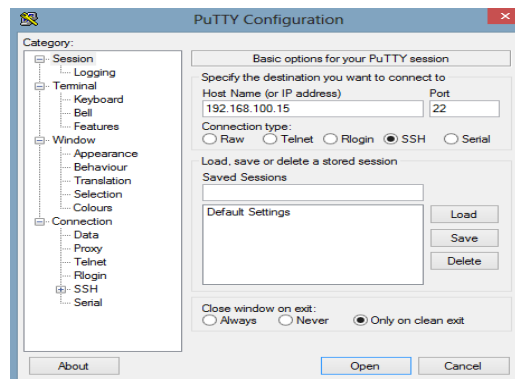 PuTTY Configuration
Category:
Session
Logging
Terminal
Keyboard
Bell
Features
Window
Appearance
Behaviour
Translation
Selection
Colours
Connection
Data
Proxy
Telnet
Rlogin
SSH
Serial
Basic options for your PuTTY session
Specify the destination you want to connect to
Host Name (or IP address) Port
192.168.100.15 22
Connection type:
Raw Telnet Rlogin SSH Serial
Load, save or delete a stored session
Saved Sessions
Default Settings
Load
Save
Delete
Close window on exit:
Always Never Only on clean exit
About Open Cancel